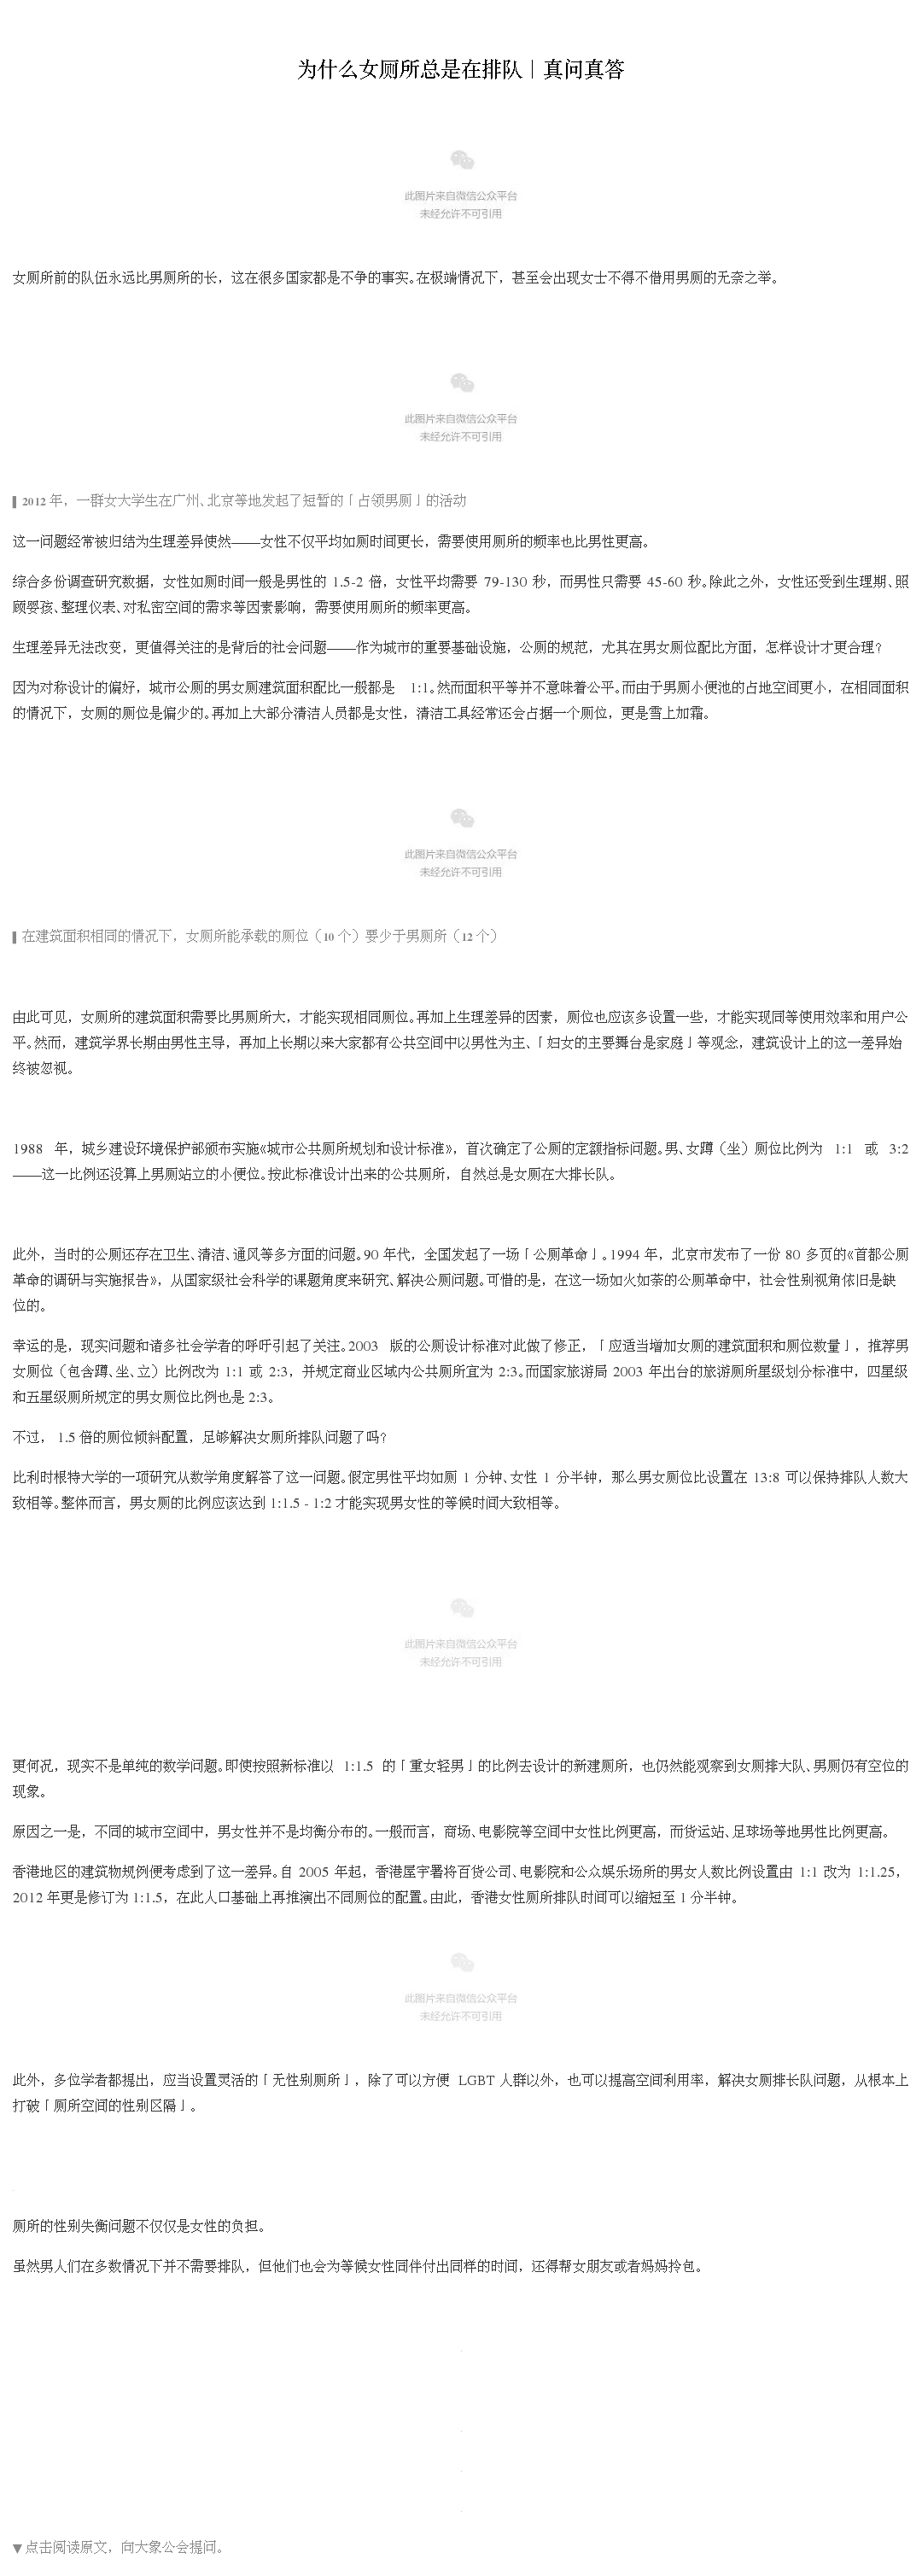 为什么女厕所总是在排队｜真问真答
此图片来自微信公众平台
未经允许不可引用
女厕所前的队伍永远比男厕所的长，这在很多国家都是不争的事实。在极端情况下，甚至会出现女士不得不借用男厕的无奈之举。
此图片来自微信公众平台
未经允许不可引用
▌2012 年，一群女大学生在广州、北京等地发起了短暂的「占领男厕」的活动
这一问题经常被归结为生理差异使然——女性不仅平均如厕时间更长，需要使用厕所的频率也比男性更高。
综合多份调查研究数据，女性如厕时间一般是男性的 1.5-2 倍，女性平均需要 79-130 秒，而男性只需要 45-60 秒。除此之外，女性还受到生理期、照
顾婴孩、整理仪表、对私密空间的需求等因素影响，需要使用厕所的频率更高。
生理差异无法改变，更值得关注的是背后的社会问题——作为城市的重要基础设施，公厕的规范，尤其在男女厕位配比方面，怎样设计才更合理？
因为对称设计的偏好，城市公厕的男女厕建筑面积配比一般都是 1:1。然而面积平等并不意味着公平。而由于男厕小便池的占地空间更小，在相同面积
的情况下，女厕的厕位是偏少的。再加上大部分清洁人员都是女性，清洁工具经常还会占据一个厕位，更是雪上加霜。
此图片来自微信公众平台
未经允许不可引用
▌在建筑面积相同的情况下，女厕所能承载的厕位（10 个）要少于男厕所（12 个）
由此可见，女厕所的建筑面积需要比男厕所大，才能实现相同厕位。再加上生理差异的因素，厕位也应该多设置一些，才能实现同等使用效率和用户公
平。然而，建筑学界长期由男性主导，再加上长期以来大家都有公共空间中以男性为主、「妇女的主要舞台是家庭」等观念，建筑设计上的这一差异始
终被忽视。
1988 年，城乡建设环境保护部颁布实施《城市公共厕所规划和设计标准》，首次确定了公厕的定额指标问题。男、女蹲（坐）厕位比例为 1:1 或 3:2
——这一比例还没算上男厕站立的小便位。按此标准设计出来的公共厕所，自然总是女厕在大排长队。
此外，当时的公厕还存在卫生、清洁、通风等多方面的问题。90 年代，全国发起了一场「公厕革命」。1994 年，北京市发布了一份 80 多页的《首都公厕
革命的调研与实施报告》，从国家级社会科学的课题角度来研究、解决公厕问题。可惜的是，在这一场如火如荼的公厕革命中，社会性别视角依旧是缺
位的。
幸运的是，现实问题和诸多社会学者的呼吁引起了关注。2003 版的公厕设计标准对此做了修正，「应适当增加女厕的建筑面积和厕位数量」，推荐男
女厕位（包含蹲、坐、立）比例改为 1:1 或 2:3，并规定商业区域内公共厕所宜为 2:3。而国家旅游局 2003 年出台的旅游厕所星级划分标准中，四星级
和五星级厕所规定的男女厕位比例也是 2:3。
不过， 1.5 倍的厕位倾斜配置，足够解决女厕所排队问题了吗？
比利时根特大学的一项研究从数学角度解答了这一问题。假定男性平均如厕 1 分钟、女性 1 分半钟，那么男女厕位比设置在 13:8 可以保持排队人数大
致相等。整体而言，男女厕的比例应该达到 1:1.5 - 1:2 才能实现男女性的等候时间大致相等。
此图片来自微信公众平台
未经允许不可引用
更何况，现实不是单纯的数学问题。即使按照新标准以 1:1.5 的「重女轻男」的比例去设计的新建厕所，也仍然能观察到女厕排大队、男厕仍有空位的
现象。
原因之一是，不同的城市空间中，男女性并不是均衡分布的。一般而言，商场、电影院等空间中女性比例更高，而货运站、足球场等地男性比例更高。
香港地区的建筑物规例便考虑到了这一差异。自 2005 年起，香港屋宇署将百货公司、电影院和公众娱乐场所的男女人数比例设置由 1:1 改为 1:1.25，
2012 年更是修订为 1:1.5，在此人口基础上再推演出不同厕位的配置。由此，香港女性厕所排队时间可以缩短至 1 分半钟。
此图片来自微信公众平台
未经允许不可引用
此外，多位学者都提出，应当设置灵活的「无性别厕所」，除了可以方便 LGBT 人群以外，也可以提高空间利用率，解决女厕排长队问题，从根本上
打破「厕所空间的性别区隔」。
厕所的性别失衡问题不仅仅是女性的负担。
虽然男人们在多数情况下并不需要排队，但他们也会为等候女性同伴付出同样的时间，还得帮女朋友或者妈妈拎包。
▼点击阅读原文，向大象公会提问。